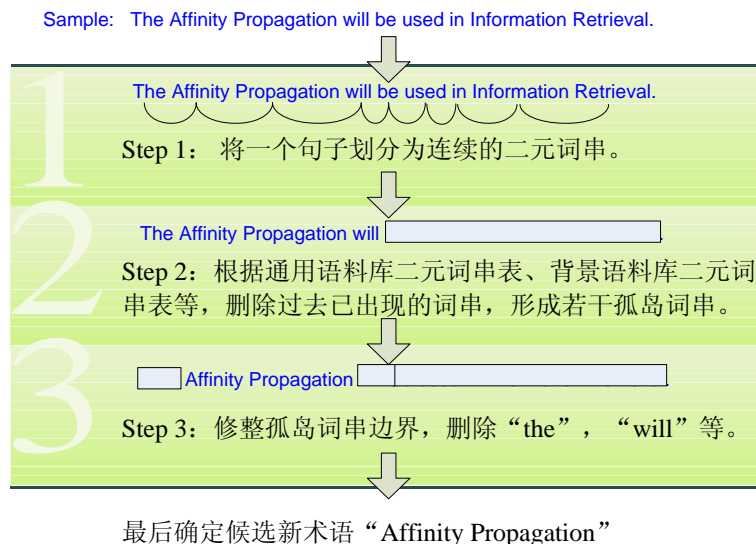 Sample: The Affinity Propagation will be used in Information Retrieval.
1
The Affinity Propagation will be used in Information Retrieval.
Step 1： 将一个句子划分为连续的二元词串。
2
The Affinity Propagation will
Step 2：根据通用语料库二元词串表、背景语料库二元词
串表等，删除过去已出现的词串，形成若干孤岛词串。
3
Affinity Propagation
Step 3：修整孤岛词串边界，删除“the”，“will”等。
最后确定候选新术语“Affinity Propagation”